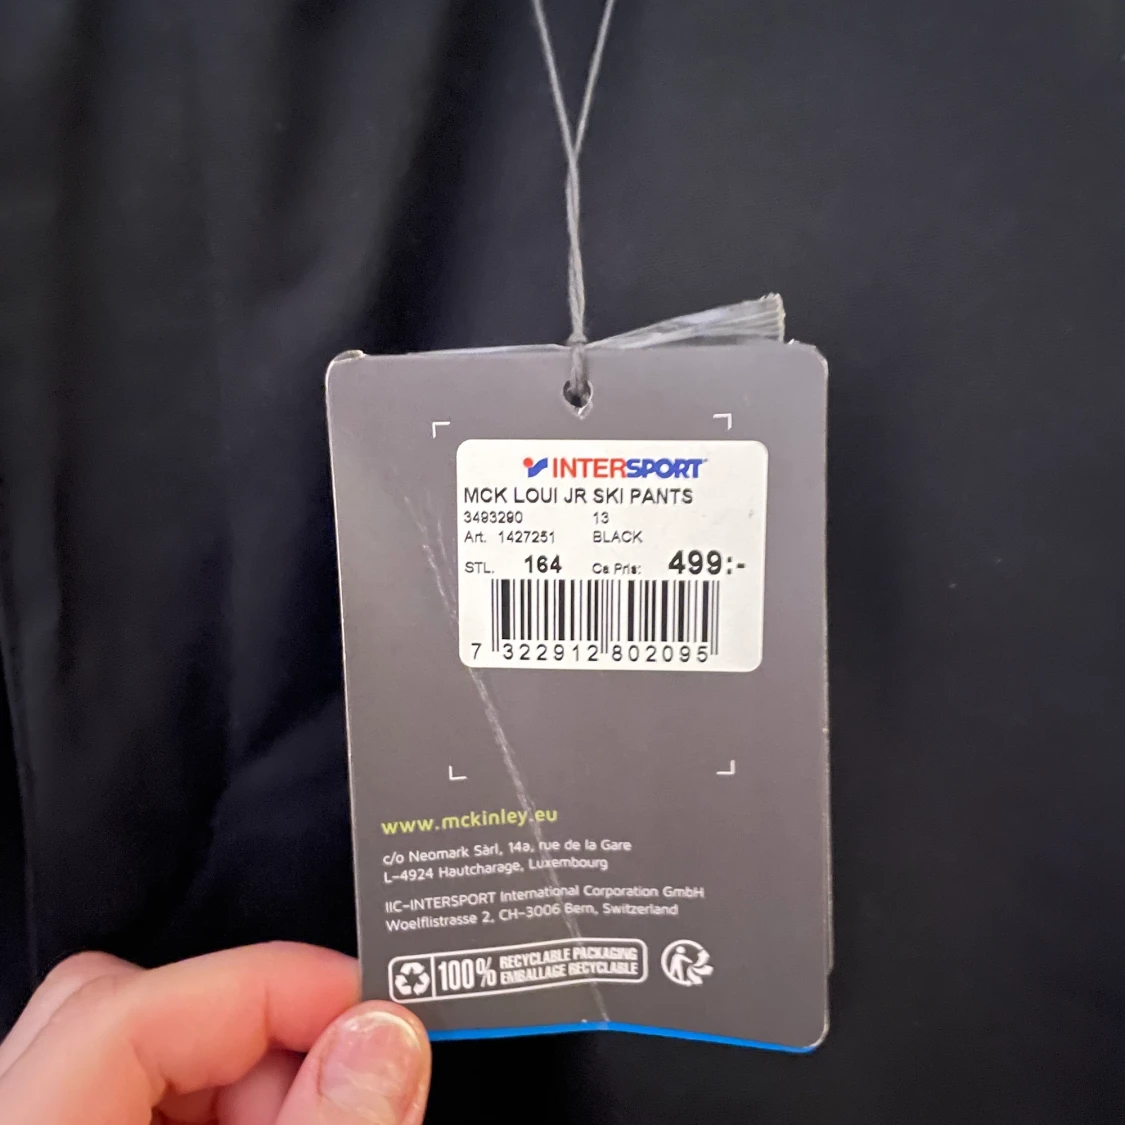 INTERSPORT
MCK LOUI JR SKI PANTS
3493290 13
Art. 1427251 BLACK
STL. 164 Ca Pris: 499:-
7 322912 802095
www.mckinley.eu
c/o Neomark Sàrl, 14a, rue de la Gare
L-4924 Hautcharage, Luxembourg
IIC-INTERSPORT International Corporation GmbH
Woelflistrasse 2, CH-3006 Bern, Switzerland
100% RECYCLABLE PACKAGING
EMBALLAGE RECYCLABLE